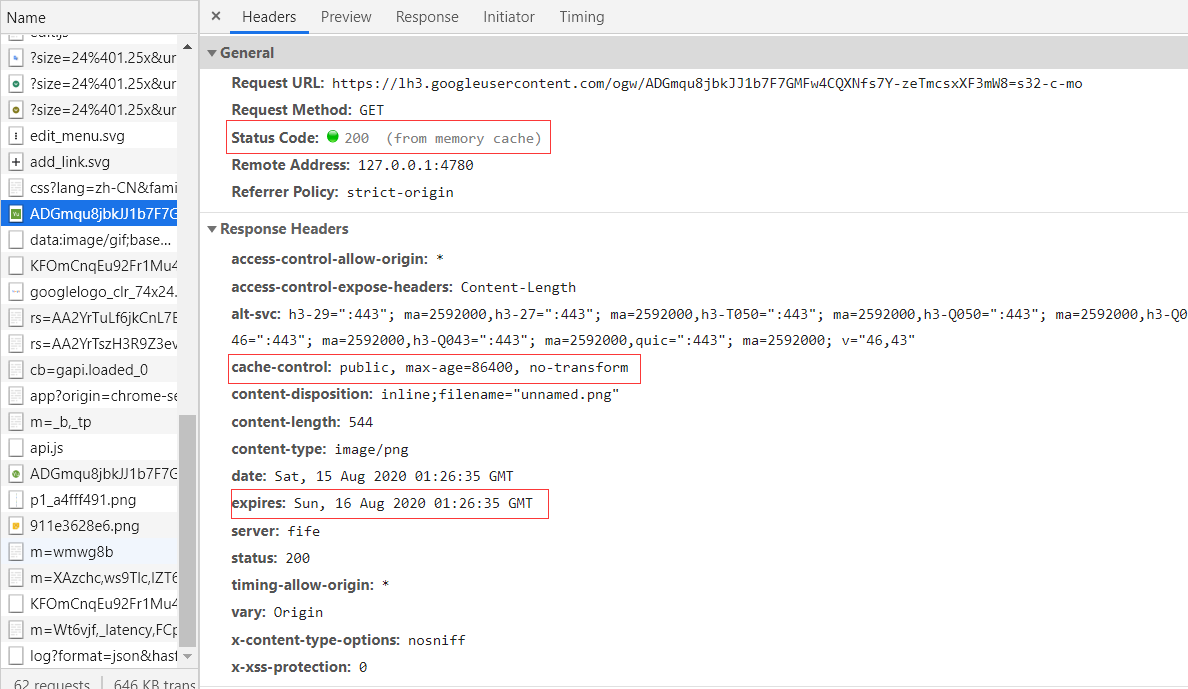 Name
edit.js
?size=24%401.25x&ur
?size=24%401.25x&ur
?size=24%401.25x&ur
edit_menu.svg
add_link.svg
css?lang=zh-CN&fami
ADGmqu8jbkJJ1b7F7G
data:image/gif;base...
KFOmCnqEu92Fr1Mu4
googlelogo_clr_74x24.
rs=AA2YrTuLf6jkCnL7E
rs=AA2YrTszH3R9Z3ev
cb=gapi.loaded_0
app?origin=chrome-se
m=_b,_tp
api.js
ADGmqu8jbkJJ1b7F7G
p1_a4fff491.png
911e3628e6.png
m=wmwg8b
m=XAzchc,ws9Tlc,IZT6
KFOmCnqEu92Fr1Mu4
m=Wt6vjf,_latency,FCp
log?format=json&hasf
62 requests | 646 KB trans
× Headers Preview Response Initiator Timing
▼ General
Request URL: https://lh3.googleusercontent.com/ogw/ADGmqu8jbkJJ1b7F7GMFw4CQXNfs7Y-zeTmcsxXF3mW8=s32-c-mo
Request Method: GET
Status Code: 200 (from memory cache)
Remote Address: 127.0.0.1:4780
Referrer Policy: strict-origin
▼ Response Headers
access-control-allow-origin: *
access-control-expose-headers: Content-Length
alt-svc: h3-29=":443"; ma=2592000,h3-27=":443"; ma=2592000,h3-T050=":443"; ma=2592000,h3-Q050=":443"; ma=2592000,h3-Q0
46=":443"; ma=2592000,h3-Q043=":443"; ma=2592000,quic=":443"; ma=2592000; v="46,43"
cache-control: public, max-age=86400, no-transform
content-disposition: inline;filename="unnamed.png"
content-length: 544
content-type: image/png
date: Sat, 15 Aug 2020 01:26:35 GMT
expires: Sun, 16 Aug 2020 01:26:35 GMT
server: fife
status: 200
timing-allow-origin: *
vary: Origin
x-content-type-options: nosniff
x-xss-protection: 0